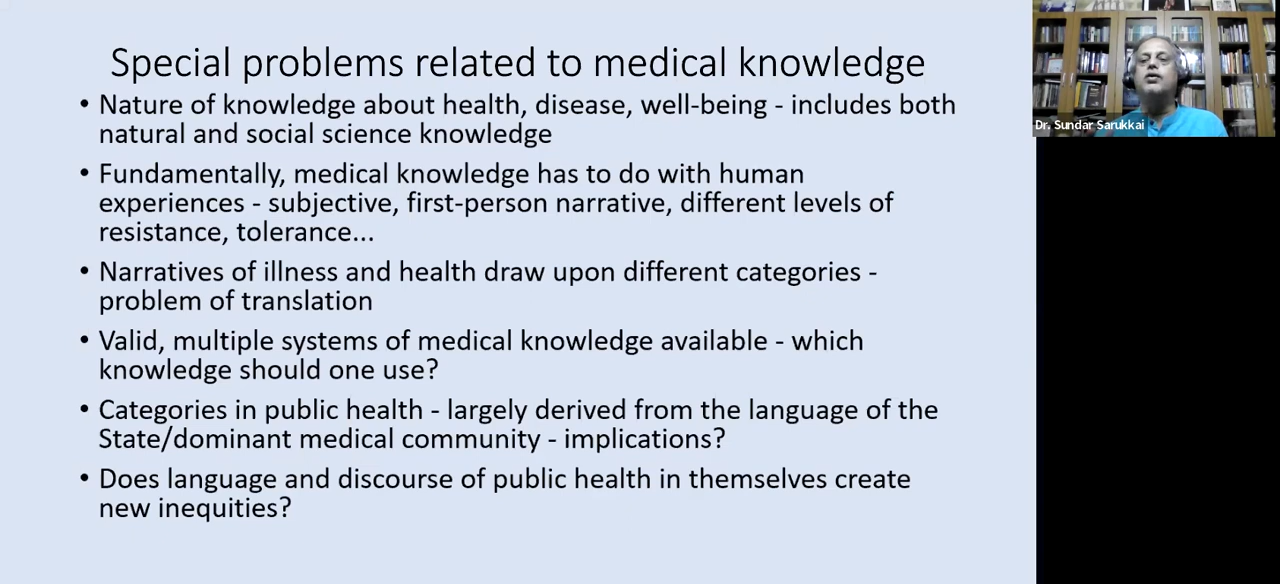 Special problems related to medical knowledge
• Nature of knowledge about health, disease, well-being - includes both
natural and social science knowledge
• Fundamentally, medical knowledge has to do with human
experiences - subjective, first-person narrative, different levels of
resistance, tolerance...
• Narratives of illness and health draw upon different categories -
problem of translation
• Valid, multiple systems of medical knowledge available - which
knowledge should one use?
• Categories in public health - largely derived from the language of the
State/dominant medical community - implications?
• Does language and discourse of public health in themselves create
new inequities?
Dr. Sundar Sarukkai